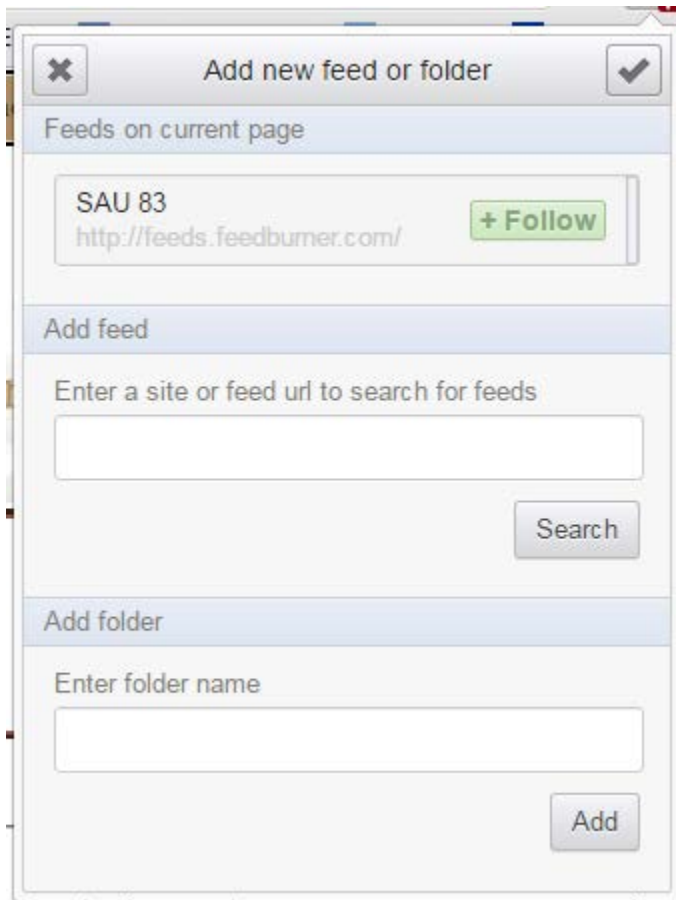 Add new feed or folder
Feeds on current page
SAU 83
http://feeds.feedburner.com/
+ Follow
Add feed
Enter a site or feed url to search for feeds
Search
Add folder
Enter folder name
Add